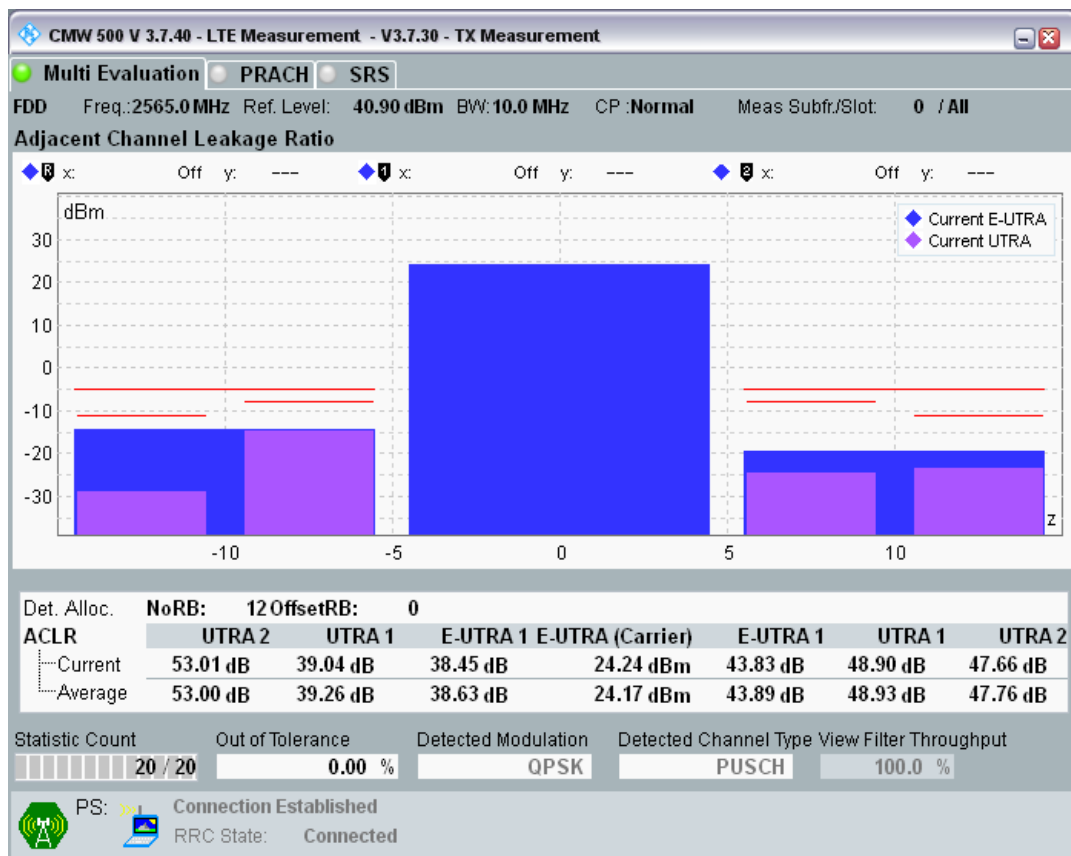 CMW 500 V 3.7.40 - LTE Measurement - V3.7.30 - TX Measurement
Multi Evaluation PRACH SRS
FDD Freq.:2565.0 MHz Ref. Level: 40.90 dBm BW:10.0 MHz CP :Normal Meas Subfr./Slot: 0 / All
Adjacent Channel Leakage Ratio
R x: Off y: --- 1 x: Off y: --- 2 x: Off y: ---
dBm
Current E-UTRA
Current UTRA
30
20
10
0
-10
-20
-30
z
-10 -5 0 5 10
Det. Alloc. NoRB: 12 OffsetRB: 0
ACLR UTRA 2 UTRA 1 E-UTRA 1 E-UTRA (Carrier) E-UTRA 1 UTRA 1 UTRA 2
Current 53.01 dB 39.04 dB 38.45 dB 24.24 dBm 43.83 dB 48.90 dB 47.66 dB
Average 53.00 dB 39.26 dB 38.63 dB 24.17 dBm 43.89 dB 48.93 dB 47.76 dB
Statistic Count Out of Tolerance Detected Modulation Detected Channel Type View Filter Throughput
20 / 20 0.00 % QPSK PUSCH 100.0 %
PS: Connection Established
RRC State: Connected